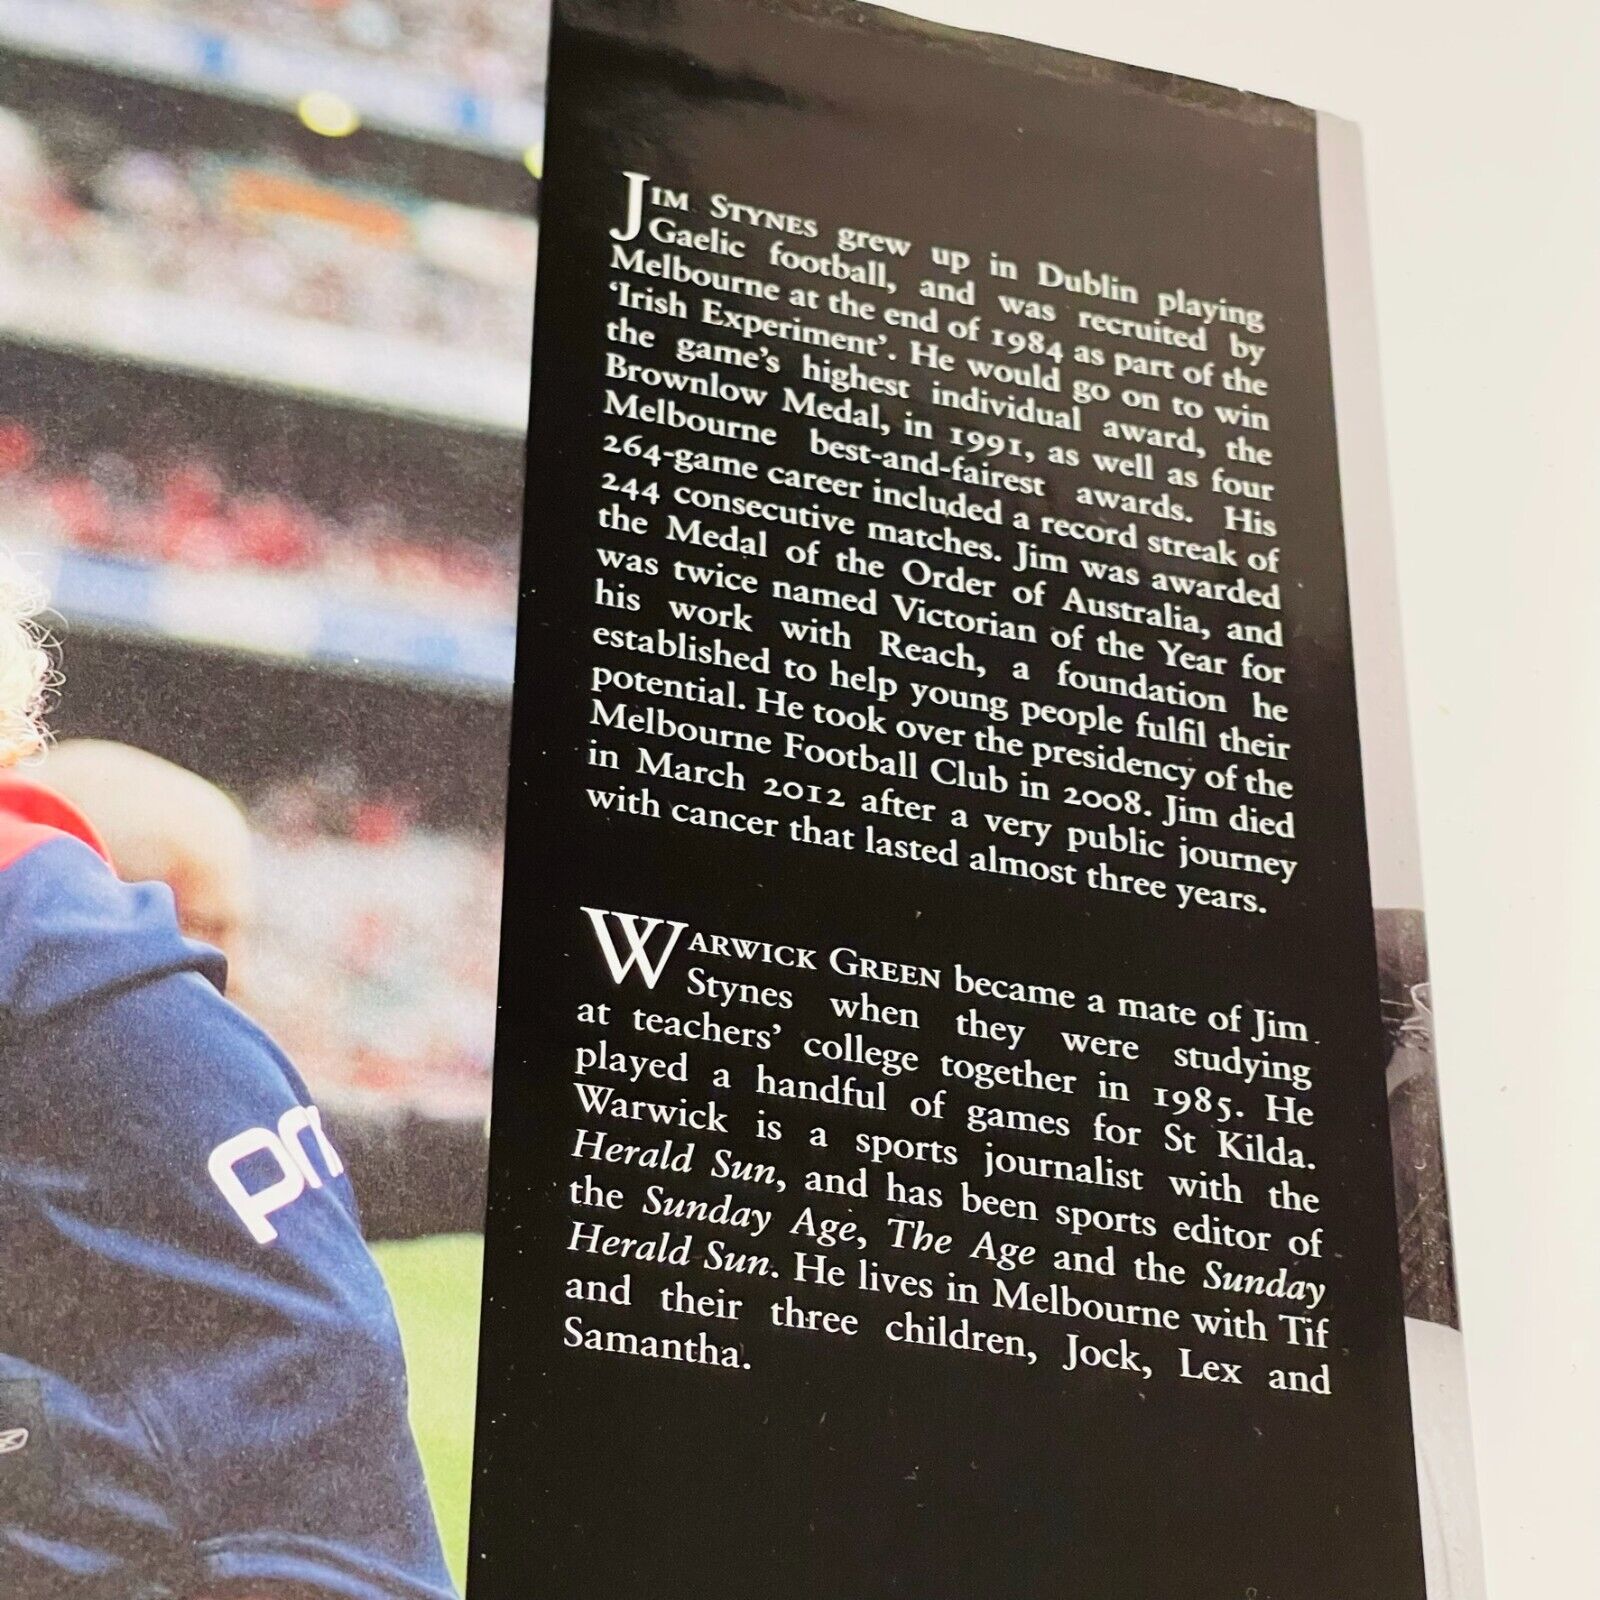 JIM STYNES grew up in Dublin playing
Gaelic football, and was recruited by
Melbourne at the end of 1984 as part of the
‘Irish Experiment’. He would go on to win
the game’s highest individual award, the
Brownlow Medal, in 1991, as well as four
Melbourne best-and-fairest awards. His
264-game career included a record streak of
244 consecutive matches. Jim was awarded
the Medal of the Order of Australia, and
was twice named Victorian of the Year for
his work with Reach, a foundation he
established to help young people fulfil their
potential. He took over the presidency of the
Melbourne Football Club in 2008. Jim died
in March 2012 after a very public journey
with cancer that lasted almost three years.
WARWICK GREEN became a mate of Jim
Stynes when they were studying
at teachers’ college together in 1985. He
played a handful of games for St Kilda.
Warwick is a sports journalist with the
Herald Sun, and has been sports editor of
the Sunday Age, The Age and the Sunday
Herald Sun. He lives in Melbourne with Tif
and their three children, Jock, Lex and
Samantha.